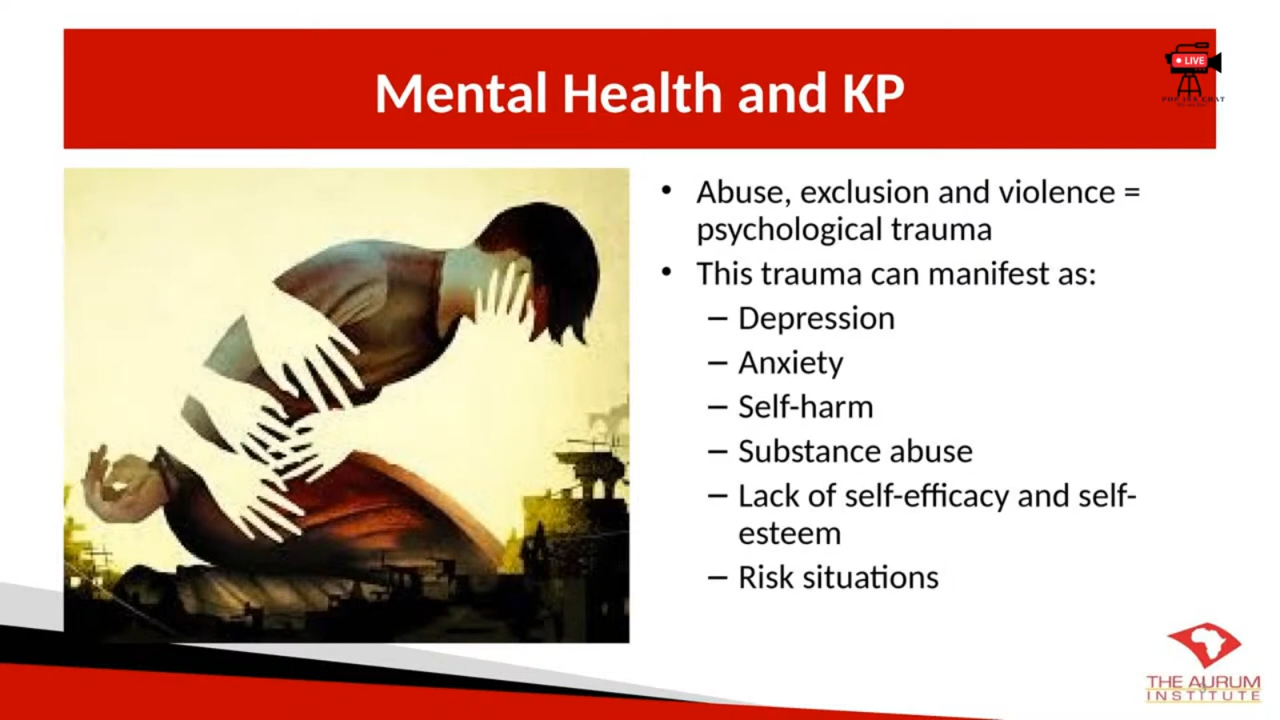 Mental Health and KP
LIVE
• Abuse, exclusion and violence =
psychological trauma
• This trauma can manifest as:
– Depression
– Anxiety
– Self-harm
– Substance abuse
– Lack of self-efficacy and self-
esteem
– Risk situations
THE AURUM
INSTITUTE